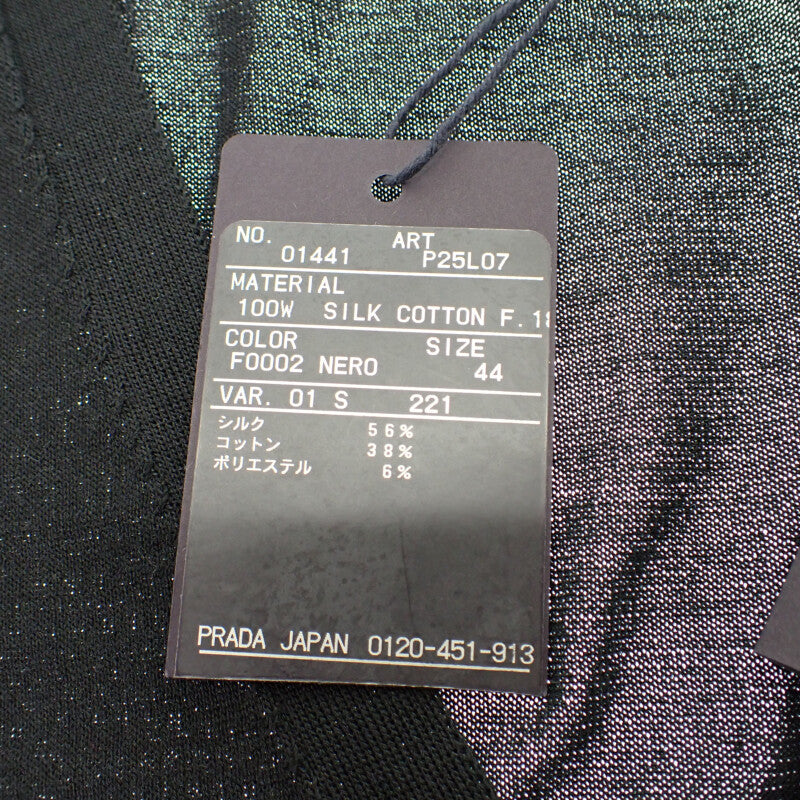 NO. ART
01441 P25L07
MATERIAL
100W SILK COTTON F.18
COLOR SIZE
F0002 NERO 44
VAR. 01 S 221
シルク 56%
コットン 38%
ポリエステル 6%
PRADA JAPAN 0120-451-913